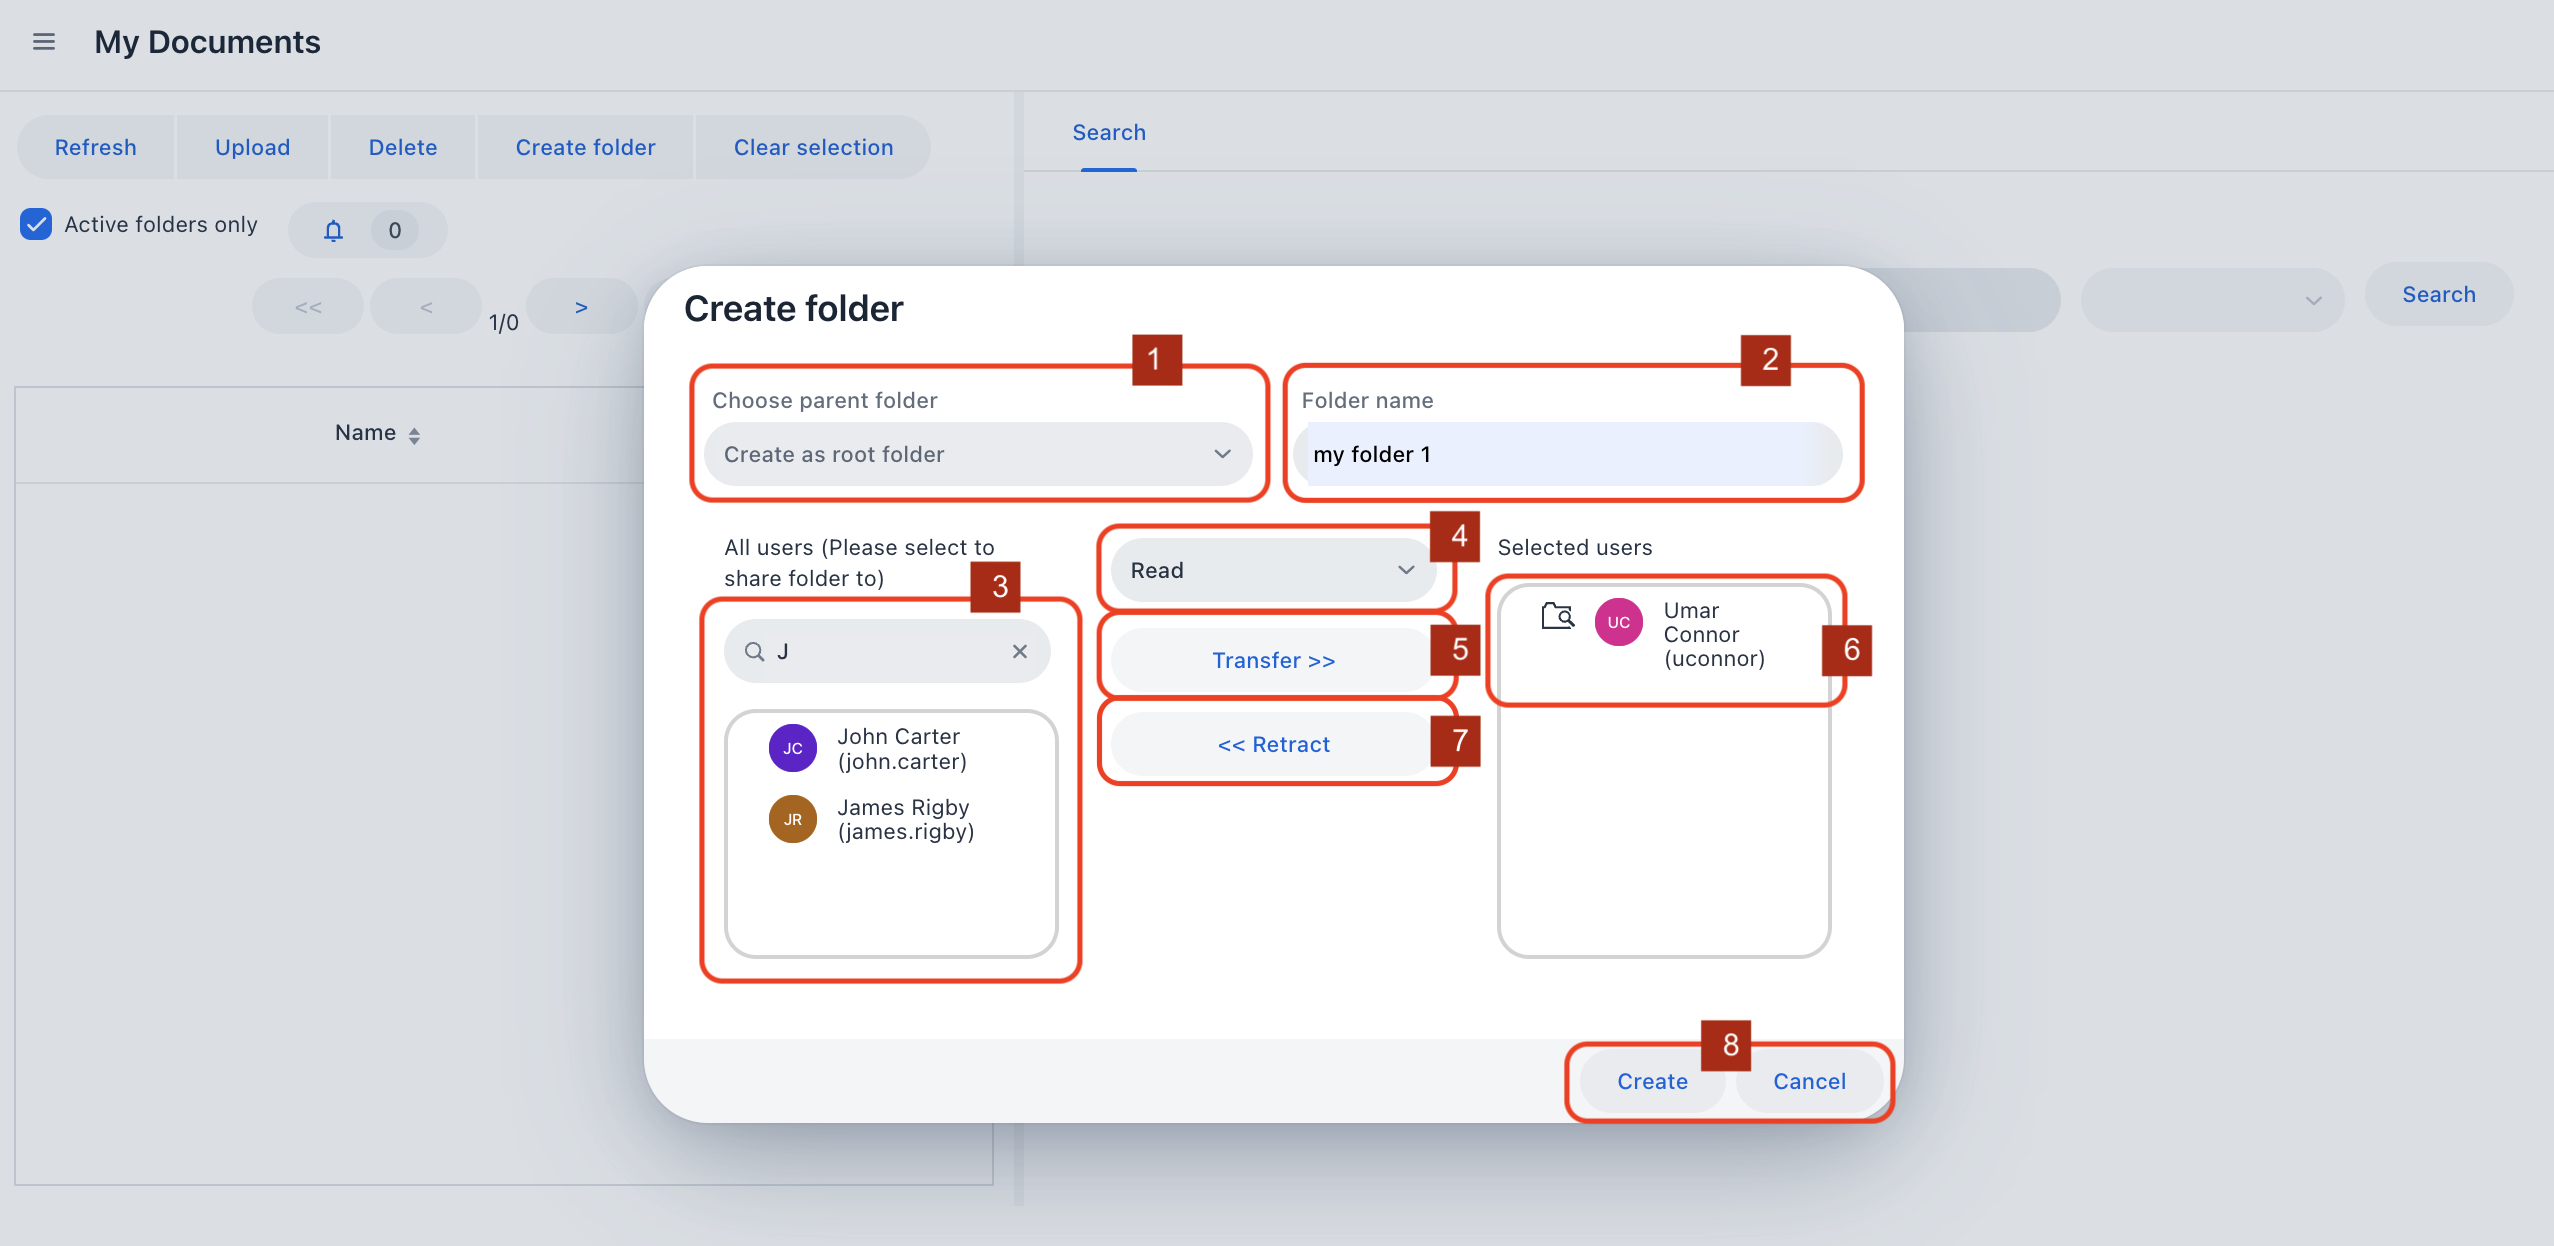 My Documents
Refresh
Upload
Delete
Create folder
Clear selection
Search
Active folders only
0
<<
<
1/0
>
Search
Name
Create folder
1
2
Choose parent folder
Folder name
Create as root folder
my folder 1
All users (Please select to
share folder to)
3
4
Read
Selected users
J
5
Transfer >>
Umar
Connor
(uconnor)
UC
6
7
<< Retract
JC
John Carter
(john.carter)
JR
James Rigby
(james.rigby)
8
Create
Cancel